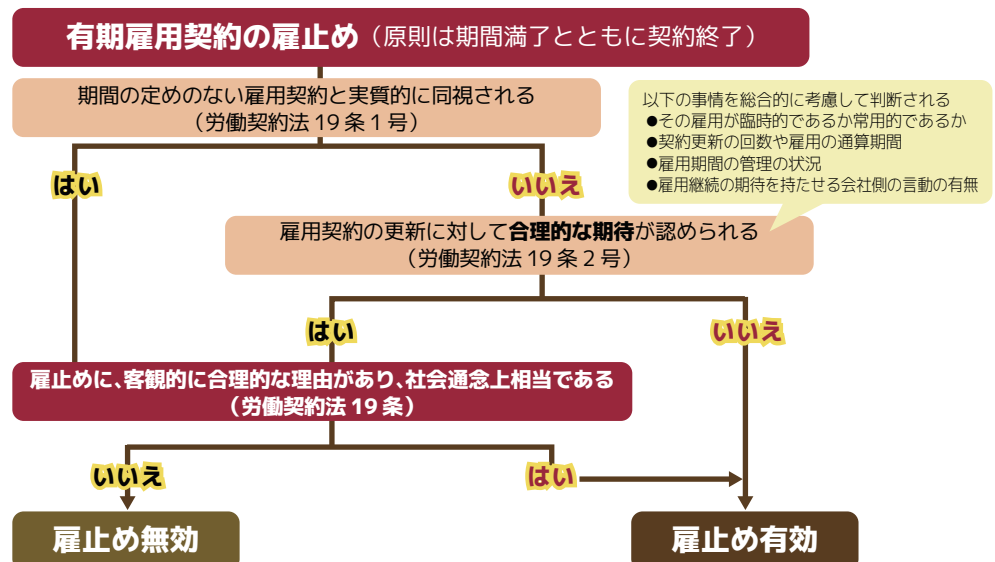 有期雇用契約の雇止め（原則は期間満了とともに契約終了）
期間の定めのない雇用契約と実質的に同視される
（労働契約法 19 条 1 号）
以下の事情を総合的に考慮して判断される
●その雇用が臨時的であるか常用的であるか
●契約更新の回数や雇用の通算期間
●雇用期間の管理の状況
●雇用継続の期待を持たせる会社側の言動の有無
はい
いいえ
雇用契約の更新に対して合理的な期待が認められる
（労働契約法 19 条 2 号）
はい
いいえ
雇止めに、客観的に合理的な理由があり、社会通念上相当である
（労働契約法 19 条）
いいえ
はい
雇止め無効
雇止め有効